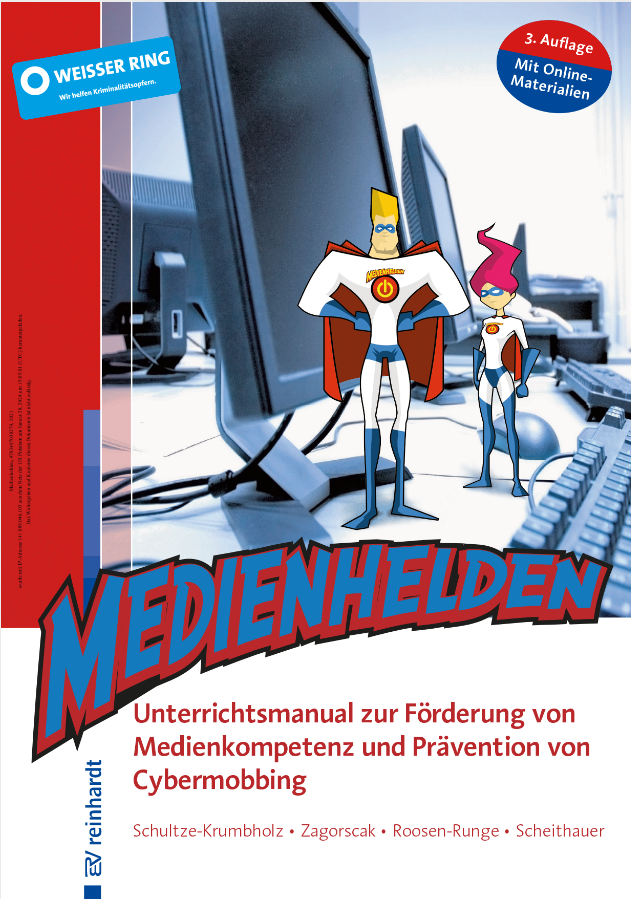 WEISSER RING
Wir helfen Kriminalitätsopfern.
3. Auflage
Mit Online-
Materialien
MEDIENHELDEN
MEDIENHELDEN
Unterrichtsmanual zur Förderung von
Medienkompetenz und Prävention von
Cybermobbing
Schultze-Krumbholz • Zagorscak • Roosen-Runge • Scheithauer
reinhardt